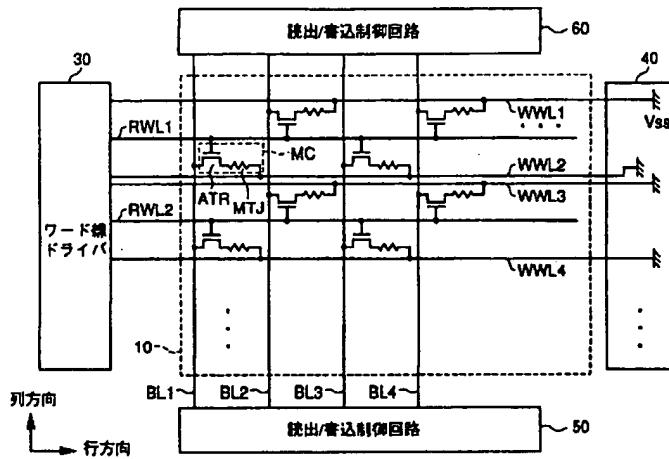 読出/書込制御回路
60
30
40
WWL1
Vss
RWL1
MC
WWL2
ATR
MTJ
WWL3
RWL2
ワード線
ドライバ
WWL4
10
BL1
BL2
BL3
BL4
列方向
行方向
読出/書込制御回路
50